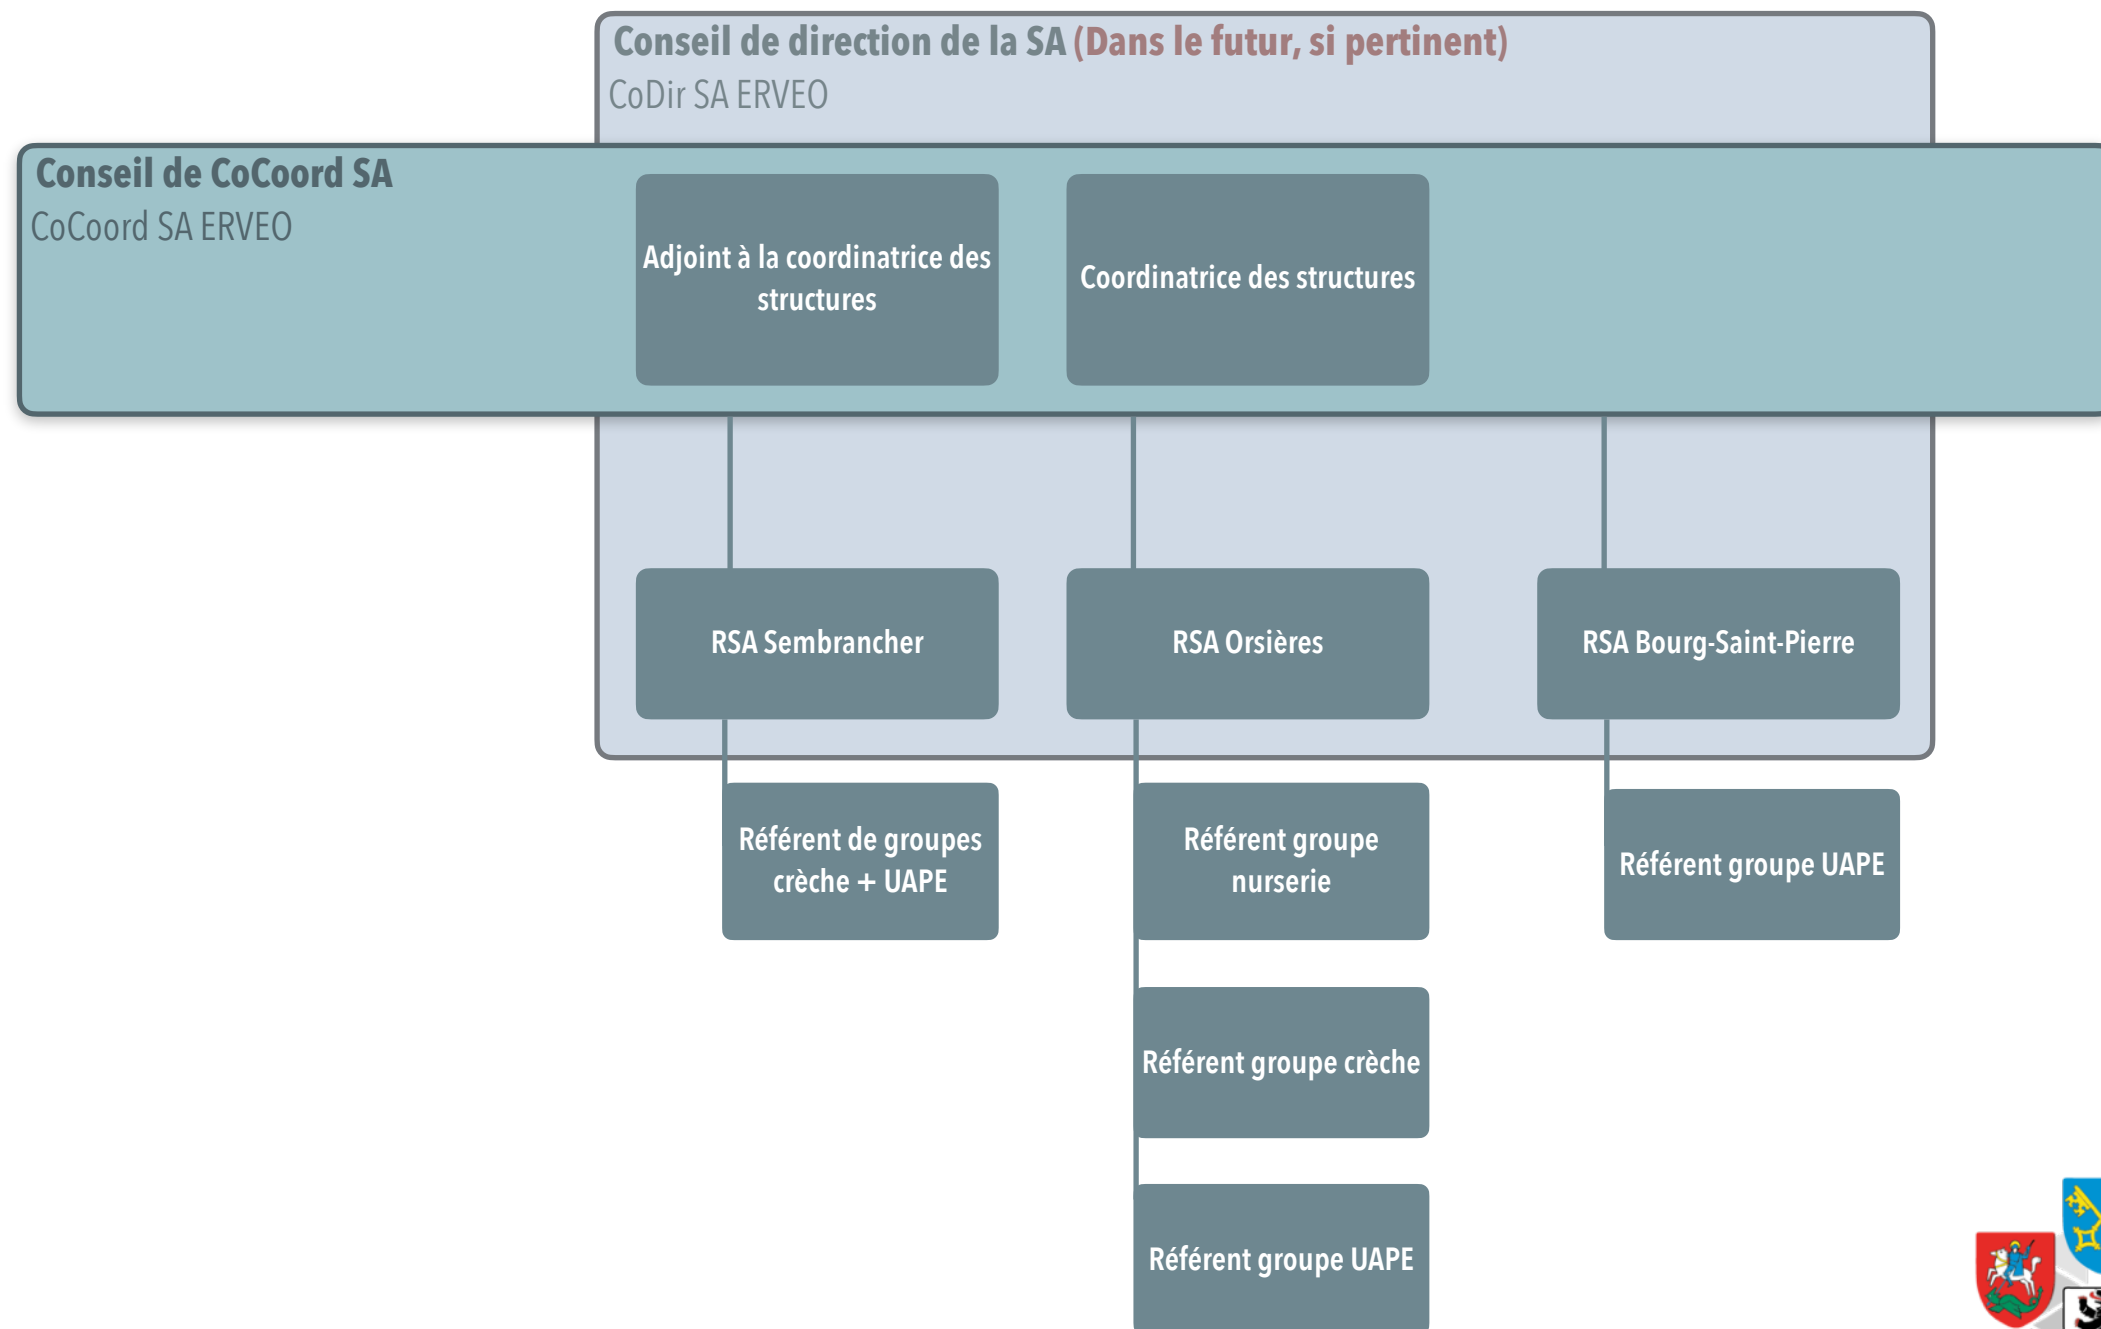 Conseil de direction de la SA (Dans le futur, si pertinent)
CoDir SA ERVEO
Conseil de CoCoord SA
CoCoord SA ERVEO
Adjoint à la coordinatrice des
structures
Coordinatrice des structures
RSA Sembrancher
RSA Orsières
RSA Bourg-Saint-Pierre
Référent de groupes
crèche + UAPE
Référent groupe
nurserie
Référent groupe UAPE
Référent groupe crèche
Référent groupe UAPE